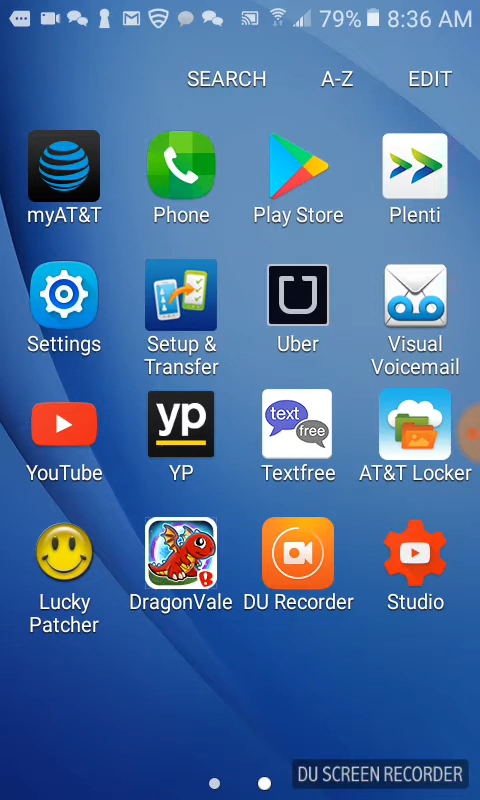 79% 8:36 AM
SEARCH A-Z EDIT
myAT&T Phone Play Store Plenti
Settings Setup & Transfer Uber Visual Voicemail
yp text free
YouTube YP Textfree AT&T Locker
B
Lucky Patcher DragonVale DU Recorder Studio
DU SCREEN RECORDER